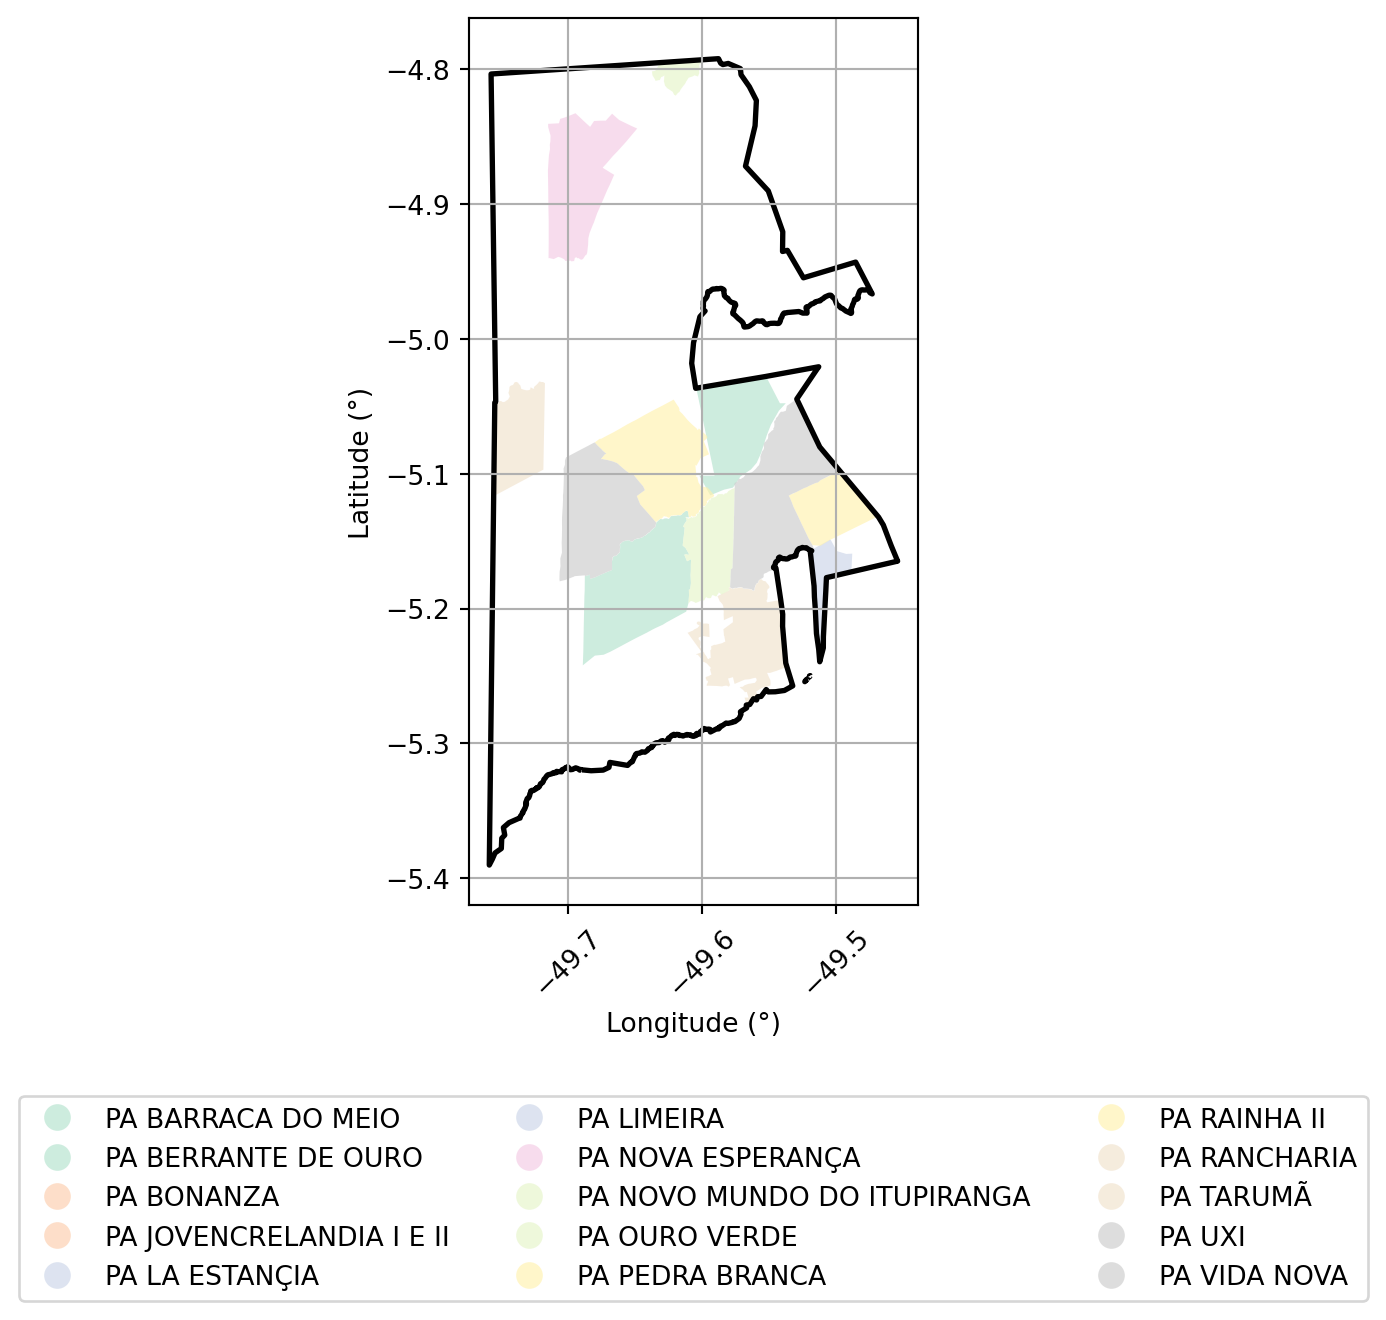 −4.8
−4.9
−5.0
−5.1
−5.2
−5.3
−5.4
Latitude (°)
−49.7
−49.6
−49.5
Longitude (°)
PA BARRACA DO MEIO
PA BERRANTE DE OURO
PA BONANZA
PA JOVENCRELANDIA I E II
PA LA ESTANÇIA
PA LIMEIRA
PA NOVA ESPERANÇA
PA NOVO MUNDO DO ITUPIRANGA
PA OURO VERDE
PA PEDRA BRANCA
PA RAINHA II
PA RANCHARIA
PA TARUMÃ
PA UXI
PA VIDA NOVA